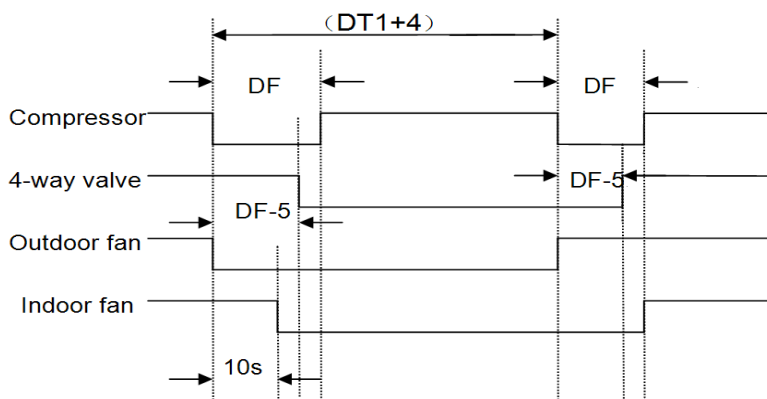 （DT1+4）
DF DF
Compressor
4-way valve DF-5
DF-5
Outdoor fan
Indoor fan
10s